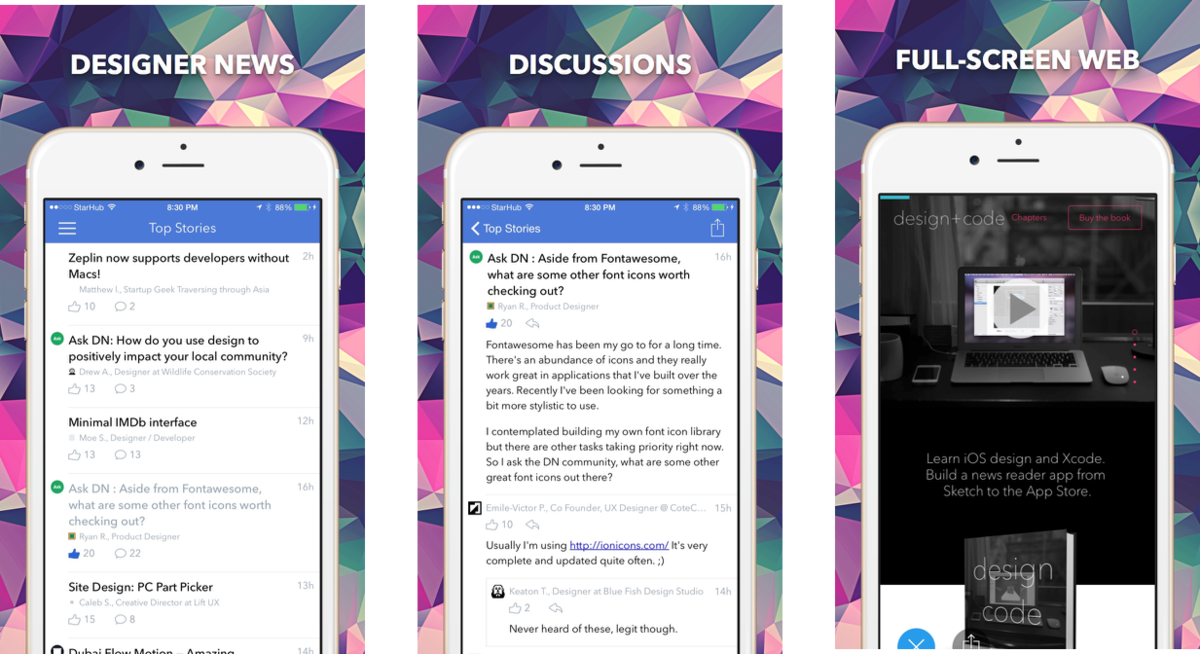 DESIGNER NEWS
StarHub
8:30 PM
88%
Top Stories
Zeplin now supports developers without
Macs!
2h
Matthew I., Startup Geek Traversing through Asia
10
2
Ask
Ask DN: How do you use design to
positively impact your local community?
9h
Drew A., Designer at Wildlife Conservation Society
13
3
Minimal IMDb interface
12h
Moe S., Designer / Developer
13
13
Ask
Ask DN : Aside from Fontawesome,
what are some other font icons worth
checking out?
16h
Ryan R., Product Designer
20
22
Site Design: PC Part Picker
13h
Caleb S., Creative Director at Lift UX
15
8
Dubai Flow Motion – Amazing
14h
DISCUSSIONS
StarHub
8:30 PM
88%
Top Stories
Ask
Ask DN : Aside from Fontawesome,
what are some other font icons worth
checking out?
16h
Ryan R., Product Designer
20
Fontawesome has been my go to for a long time.
There's an abundance of icons and they really
work great in applications that I've built over the
years. Recently I've been looking for something a
bit more stylistic to use.
I contemplated building my own font icon library
but there are other tasks taking priority right now.
So I ask the DN community, what are some other
great font icons out there?
Emile-Victor P., Co Founder, UX Designer @ CoteC...
15h
10
Usually I'm using http://ionicons.com/ It's very
complete and updated quite often. ;)
Keaton T., Designer at Blue Fish Design Studio
14h
2
Never heard of these, legit though.
FULL-SCREEN WEB
design+code
Chapters
Buy the book
Learn iOS design and Xcode.
Build a news reader app from
Sketch to the App Store.
design
code